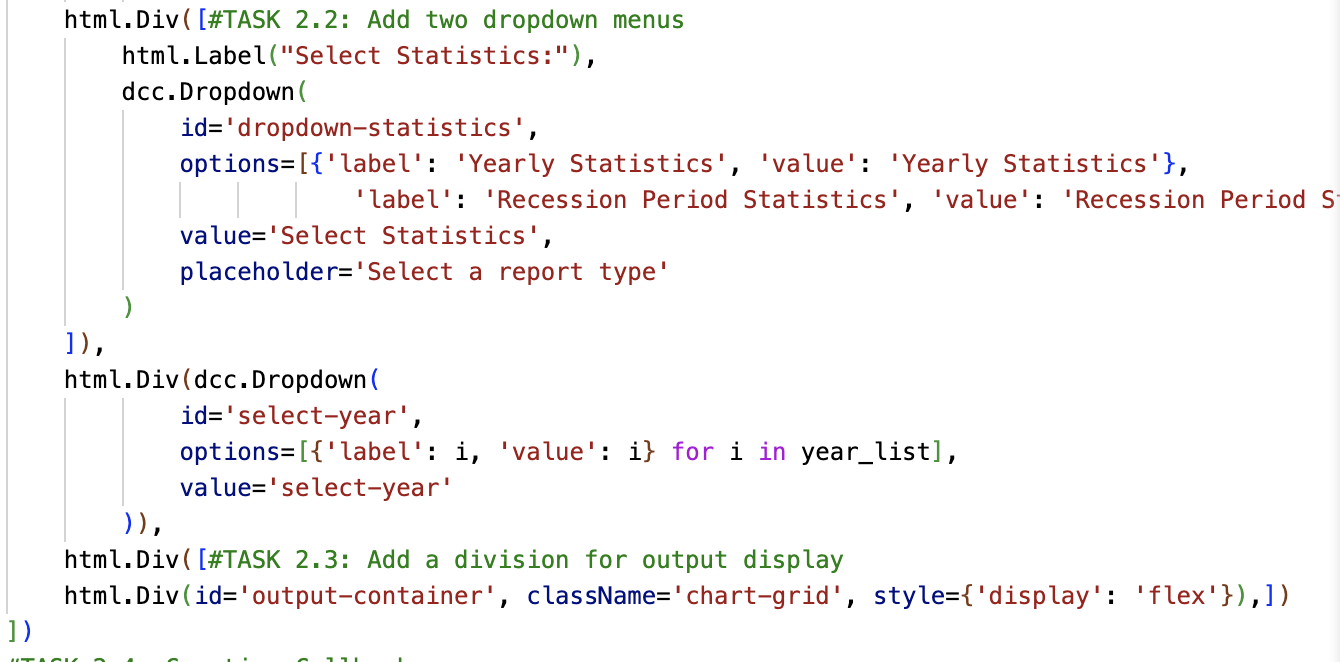 html.Div([#TASK 2.2: Add two dropdown menus
html.Label("Select Statistics:"),
dcc.Dropdown(
id='dropdown-statistics',
options=[{'label': 'Yearly Statistics', 'value': 'Yearly Statistics'},
'label': 'Recession Period Statistics', 'value': 'Recession Period S
value='Select Statistics',
placeholder='Select a report type'
)
]),
html.Div(dcc.Dropdown(
id='select-year',
options=[{'label': i, 'value': i} for i in year_list],
value='select-year'
)),
html.Div([#TASK 2.3: Add a division for output display
html.Div(id='output-container', className='chart-grid', style={'display': 'flex'}),])
])